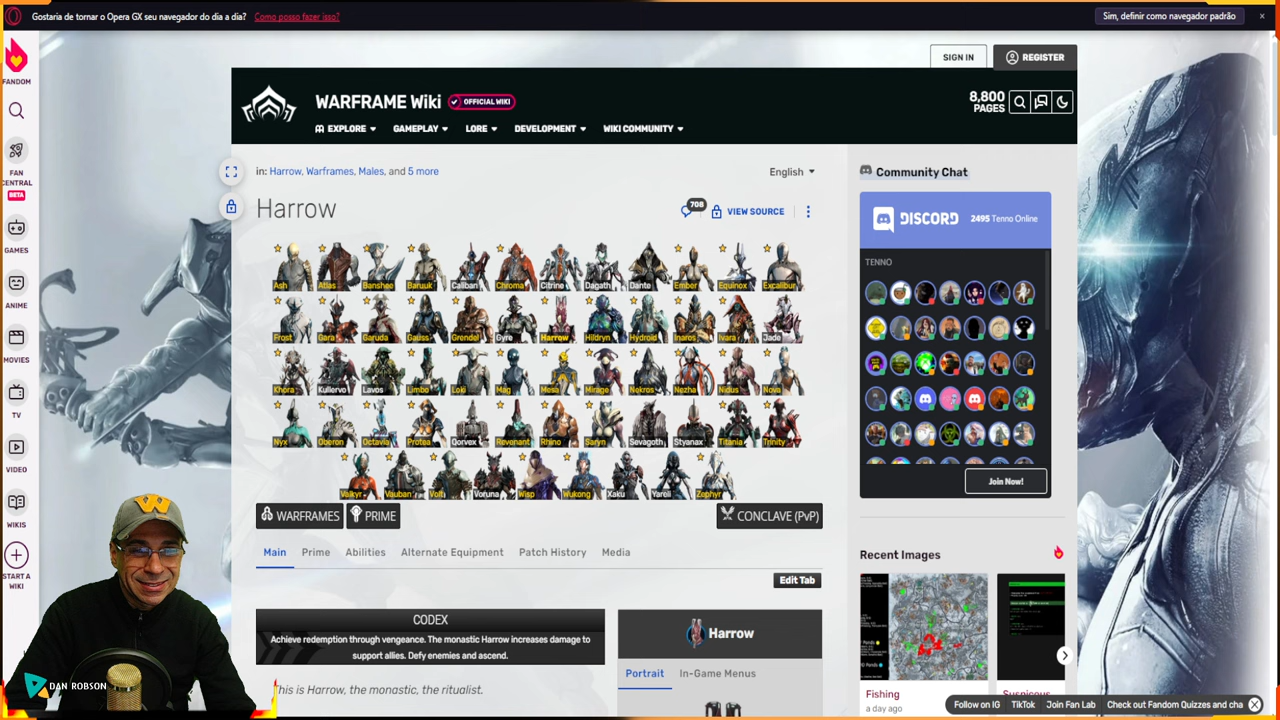 Gostaria de tornar o Opera GX seu navegador do dia a dia? Como posso fazer isso? Sim, definir como navegador padrão
SIGN IN REGISTER
FANDOM
FAN CENTRAL
BETA
GAMES
ANIME
MOVIES
TV
VIDEO
WIKIS
START A WIKI
WARFRAME Wiki OFFICIAL WIKI
8,800 PAGES
EXPLORE GAMEPLAY LORE DEVELOPMENT WIKI COMMUNITY
in: Harrow, Warframes, Males, and 5 more English
Harrow 708 VIEW SOURCE
Ash Atlas Banshee Baruuk Caliban Chroma Citrine Dagath Dante Ember Equinox Excalibur
Frost Gara Garuda Gauss Grendel Gyre Harrow Hildryn Hydroid Inaros Ivara Jade
Khora Kullervo Lavos Limbo Loki Mag Mesa Mirage Nekros Nezha Nidus Nova
Nyx Oberon Octavia Protea Qorvex Revenant Rhino Saryn Sevagoth Styanax Titania Trinity
Valkyr Vauban Volt Voruna Wisp Wukong Xaku Yareli Zephyr
WARFRAMES PRIME CONCLAVE (PvP)
Main Prime Abilities Alternate Equipment Patch History Media
Edit Tab
CODEX
Achieve redemption through vengeance. The monastic Harrow increases damage to
support allies. Defy enemies and ascend.
This is Harrow, the monastic, the ritualist.
Harrow
Portrait In-Game Menus
Community Chat
DISCORD 2495 Tenno Online
TENNO
Join Now!
Recent Images
Fishing
a day ago
Suspicous
Follow on IG TikTok Join Fan Lab Check out Fandom Quizzes and cha
W
DAN ROBSON